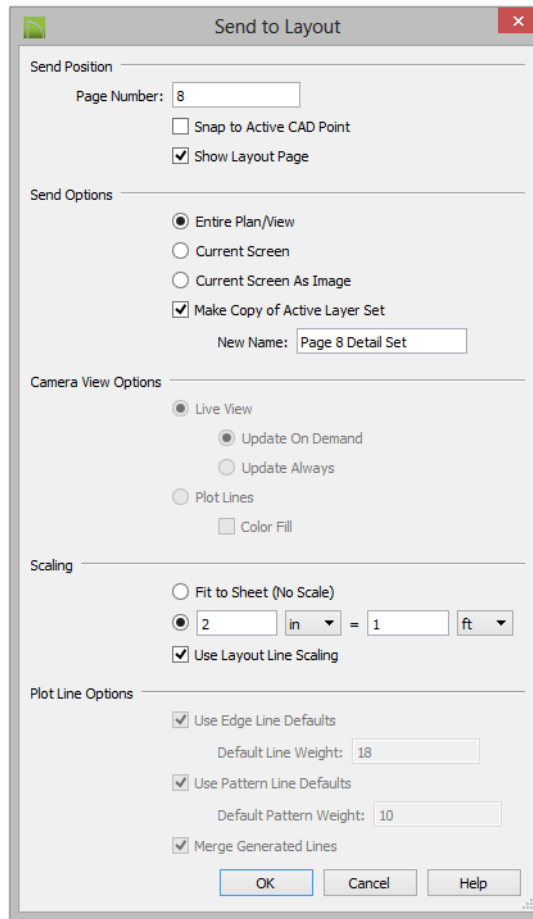 Send to Layout
Send Position
Page Number: 8
Snap to Active CAD Point
Show Layout Page
Send Options
Entire Plan/View
Current Screen
Current Screen As Image
Make Copy of Active Layer Set
New Name: Page 8 Detail Set
Camera View Options
Live View
Update On Demand
Update Always
Plot Lines
Color Fill
Scaling
Fit to Sheet (No Scale)
2 in = 1 ft
Use Layout Line Scaling
Plot Line Options
Use Edge Line Defaults
Default Line Weight: 18
Use Pattern Line Defaults
Default Pattern Weight: 10
Merge Generated Lines
OK Cancel Help